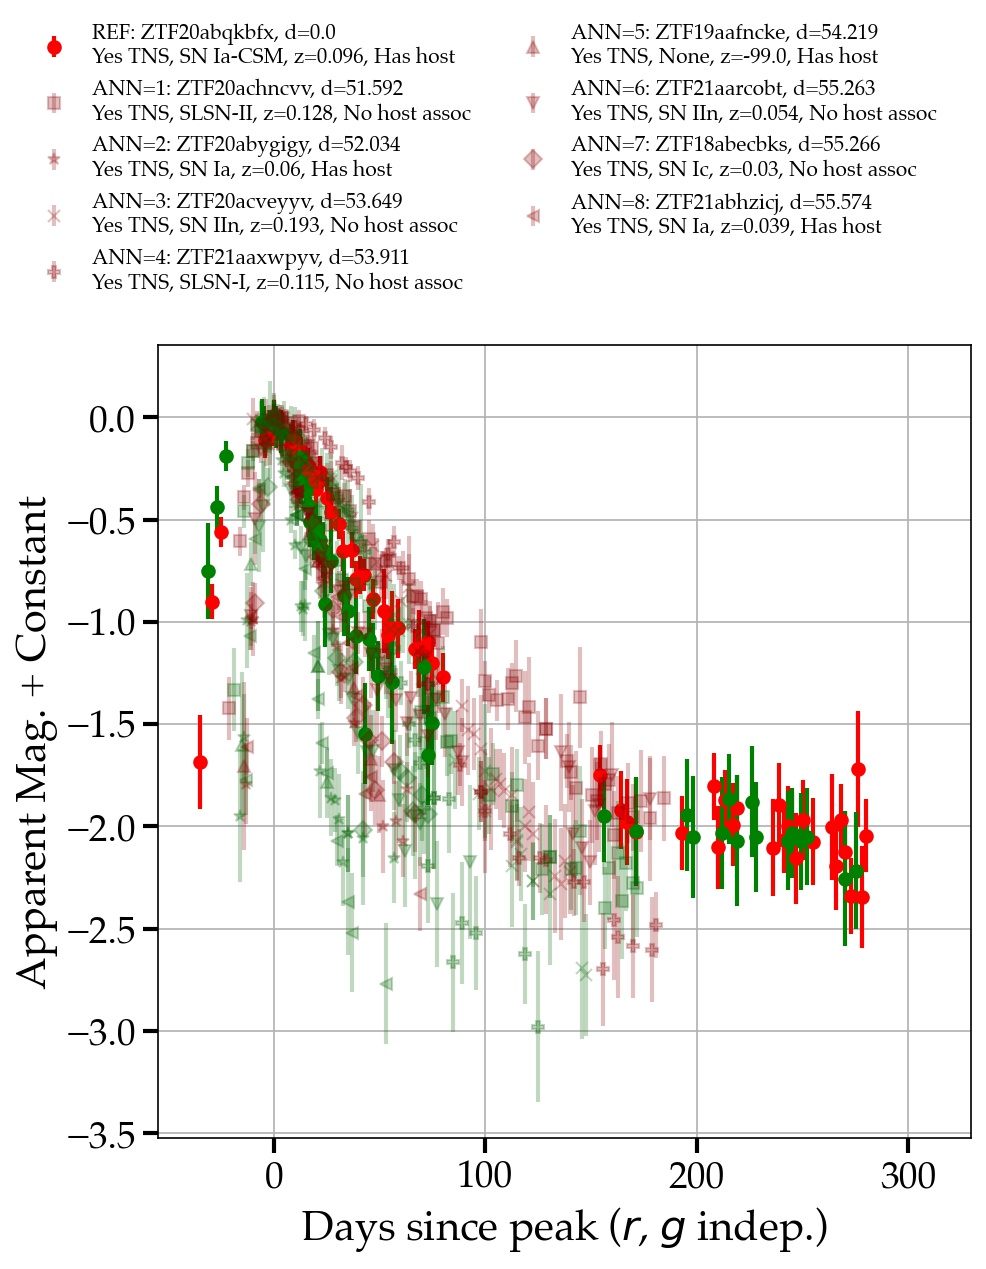 REF: ZTF20abqkbfx, d=0.0
Yes TNS, SN Ia-CSM, z=0.096, Has host
ANN=1: ZTF20achncvv, d=51.592
Yes TNS, SLSN-II, z=0.128, No host assoc
ANN=2: ZTF20abygigy, d=52.034
Yes TNS, SN Ia, z=0.06, Has host
ANN=3: ZTF20acveyyv, d=53.649
Yes TNS, SN IIn, z=0.193, No host assoc
ANN=4: ZTF21aaxwpyv, d=53.911
Yes TNS, SLSN-I, z=0.115, No host assoc
ANN=5: ZTF19aafncke, d=54.219
Yes TNS, None, z=-99.0, Has host
ANN=6: ZTF21aarcobt, d=55.263
Yes TNS, SN IIn, z=0.054, No host assoc
ANN=7: ZTF18abecbks, d=55.266
Yes TNS, SN Ic, z=0.03, No host assoc
ANN=8: ZTF21abhzicj, d=55.574
Yes TNS, SN Ia, z=0.039, Has host
Apparent Mag. + Constant
0.0
−0.5
−1.0
−1.5
−2.0
−2.5
−3.0
−3.5
0
100
200
300
Days since peak (r, g indep.)